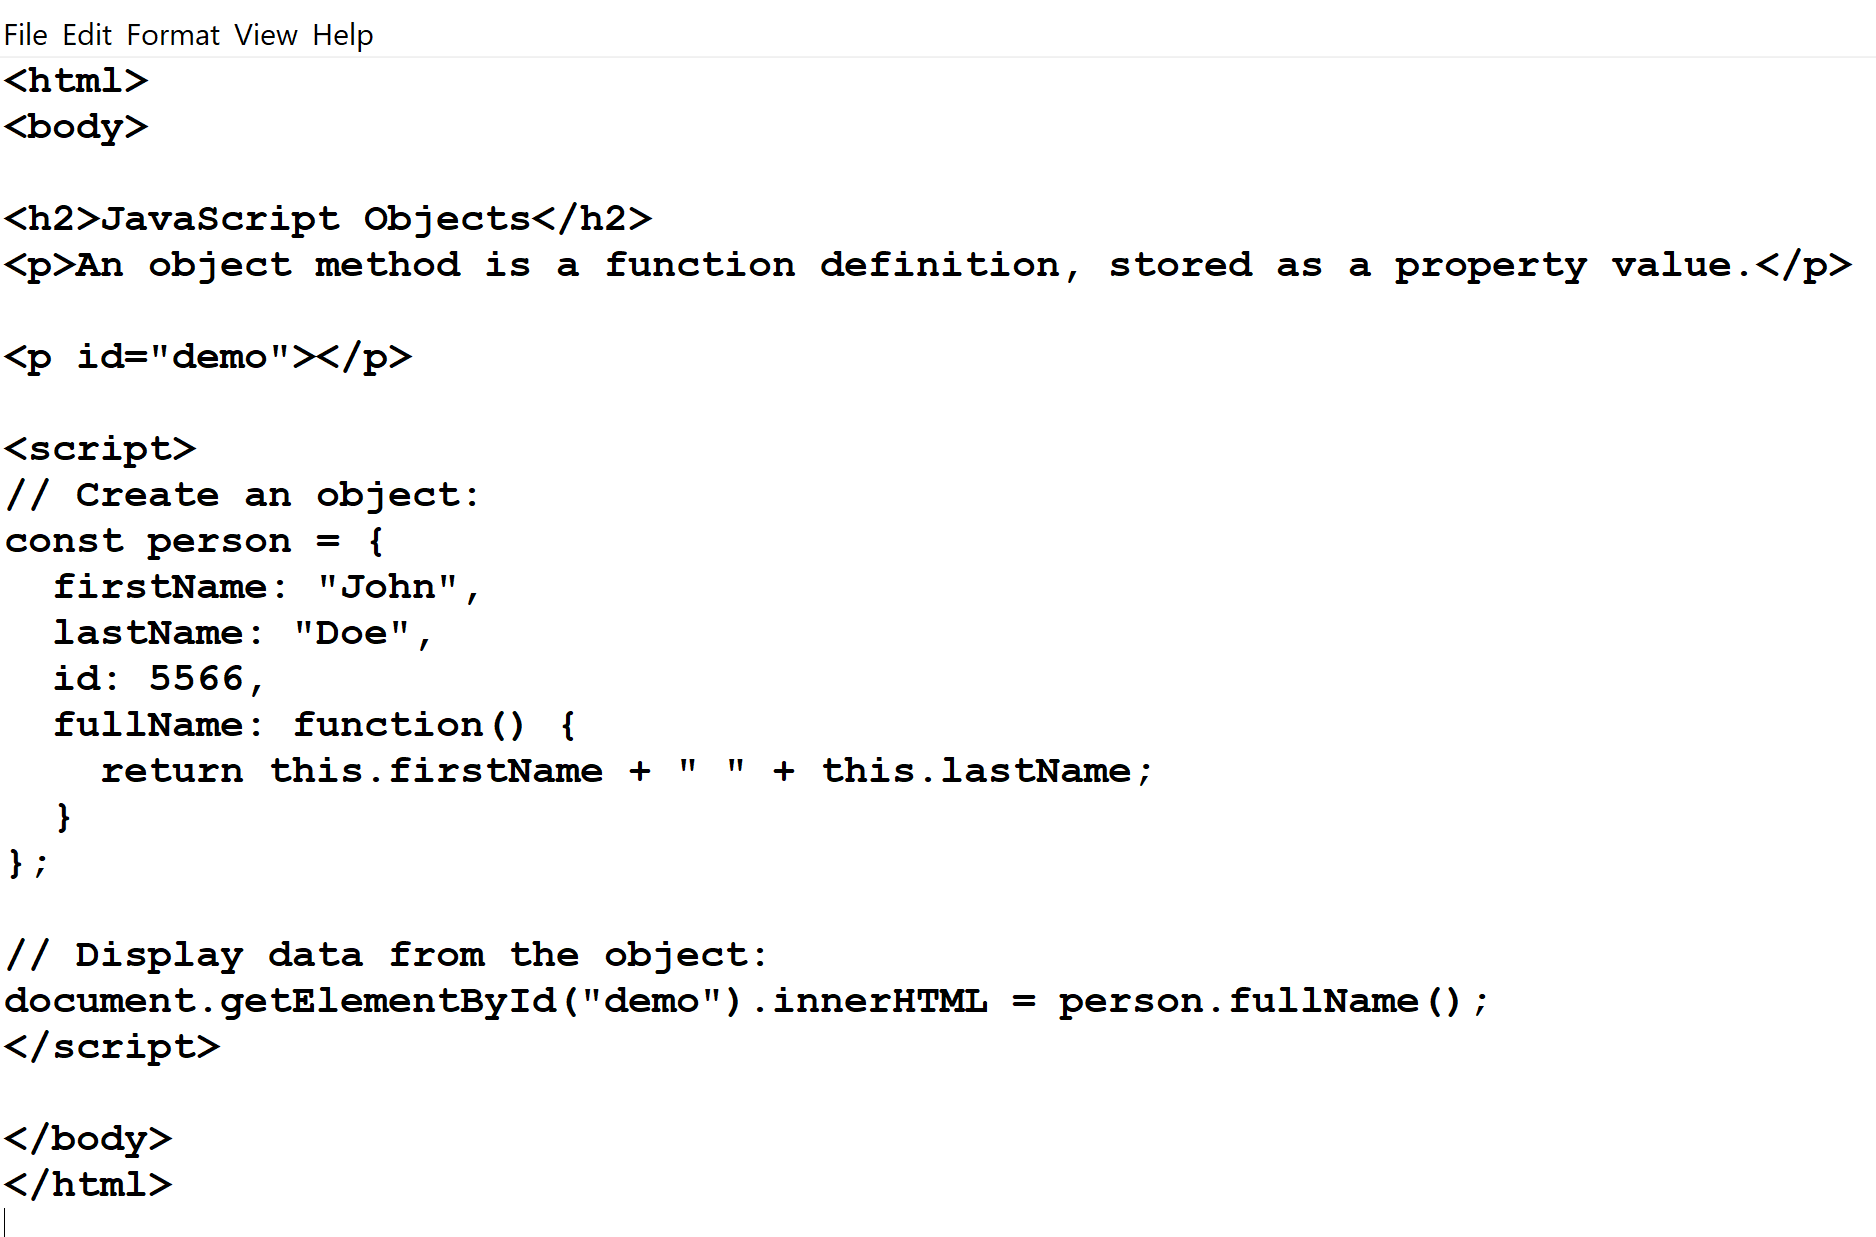 File Edit Format View Help
<html>
<body>
<h2>JavaScript Objects</h2>
<p>An object method is a function definition, stored as a property value.</p>
<p id="demo"></p>
<script>
// Create an object:
const person = {
  firstName: "John",
  lastName: "Doe",
  id: 5566,
  fullName: function() {
    return this.firstName + " " + this.lastName;
  }
};
// Display data from the object:
document.getElementById("demo").innerHTML = person.fullName();
</script>
</body>
</html>